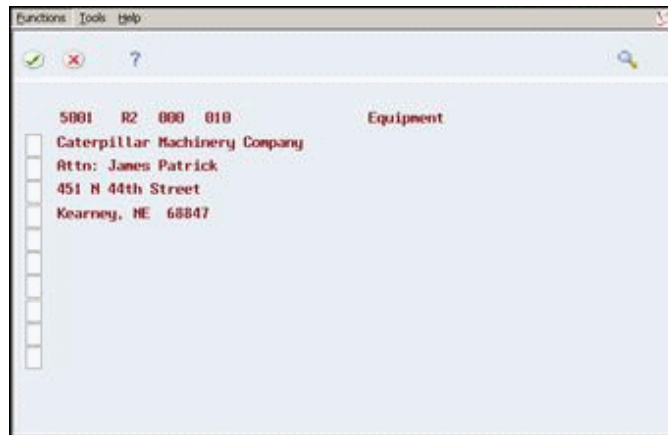 Functions Tools Help
?
5001 R2 000 010 Equipment
Caterpillar Machinery Company
Attn: James Patrick
451 N 44th Street
Kearney, NE 68847